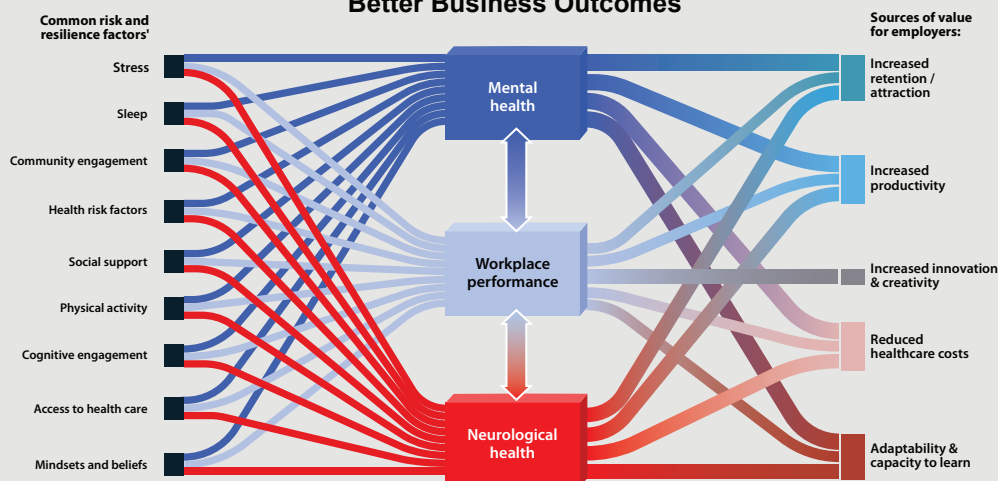 Better Business Outcomes
Common risk and
resilience factors'
Stress
Sleep
Community engagement
Health risk factors
Social support
Physical activity
Cognitive engagement
Access to health care
Mindsets and beliefs
Mental
health
Workplace
performance
Neurological
health
Sources of value
for employers:
Increased
retention /
attraction
Increased
productivity
Increased innovation
& creativity
Reduced
healthcare costs
Adaptability &
capacity to learn